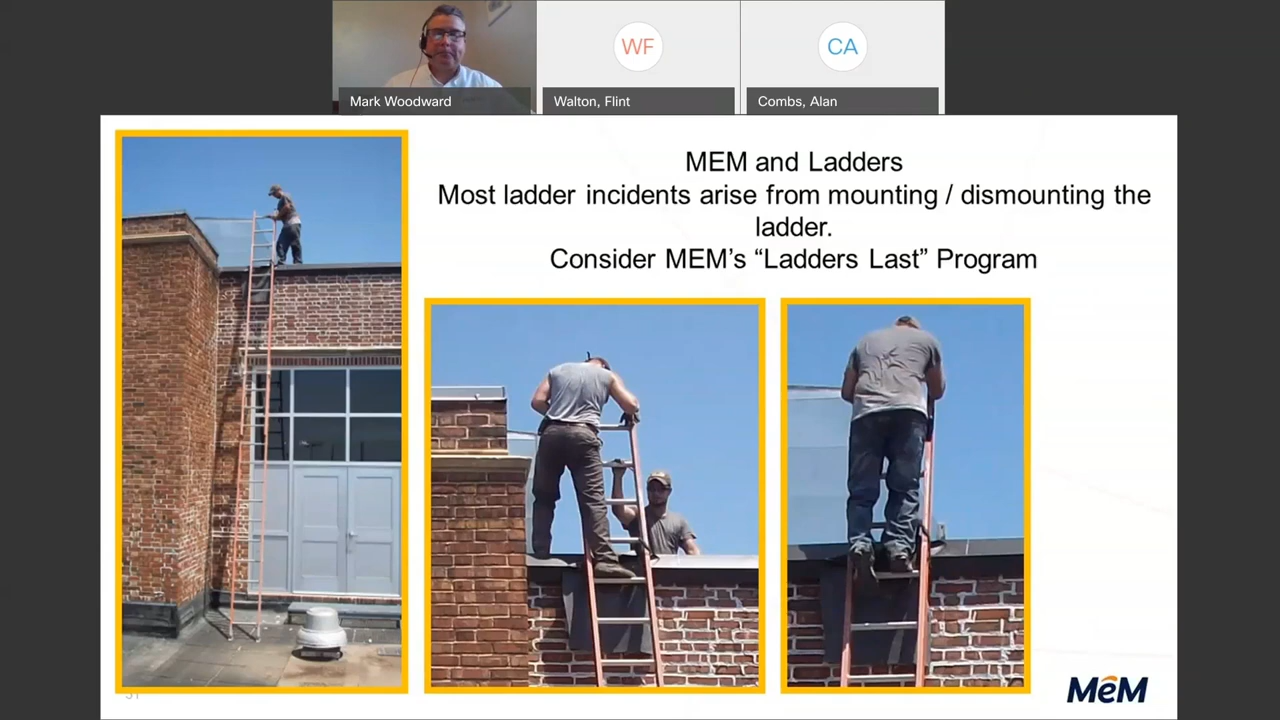 WF
CA
Mark Woodward
Walton, Flint
Combs, Alan
MEM and Ladders
Most ladder incidents arise from mounting / dismounting the
ladder.
Consider MEM’s “Ladders Last” Program
MeM